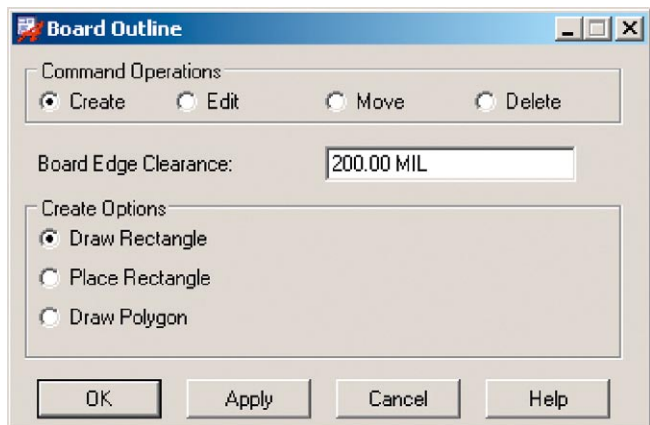 Board Outline
Command Operations
Create Edit Move Delete
Board Edge Clearance: 200.00 MIL
Create Options
Draw Rectangle
Place Rectangle
Draw Polygon
OK Apply Cancel Help